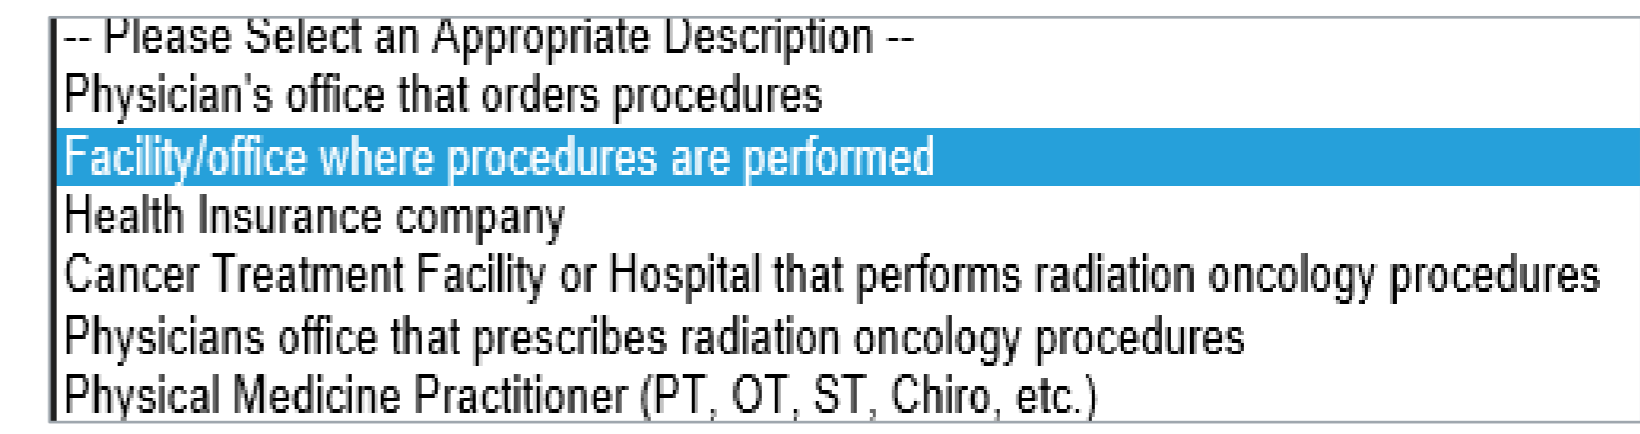 -- Please Select an Appropriate Description --
Physician's office that orders procedures
Facility/office where procedures are performed
Health Insurance company
Cancer Treatment Facility or Hospital that performs radiation oncology procedures
Physicians office that prescribes radiation oncology procedures
Physical Medicine Practitioner (PT, OT, ST, Chiro, etc.)